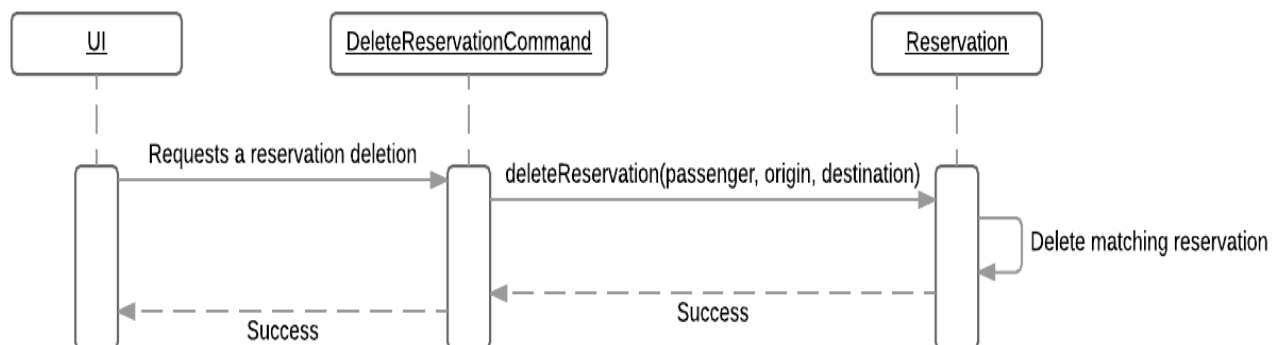 UI
DeleteReservationCommand
Reservation
Requests a reservation deletion
deleteReservation(passenger, origin, destination)
Delete matching reservation
Success
Success